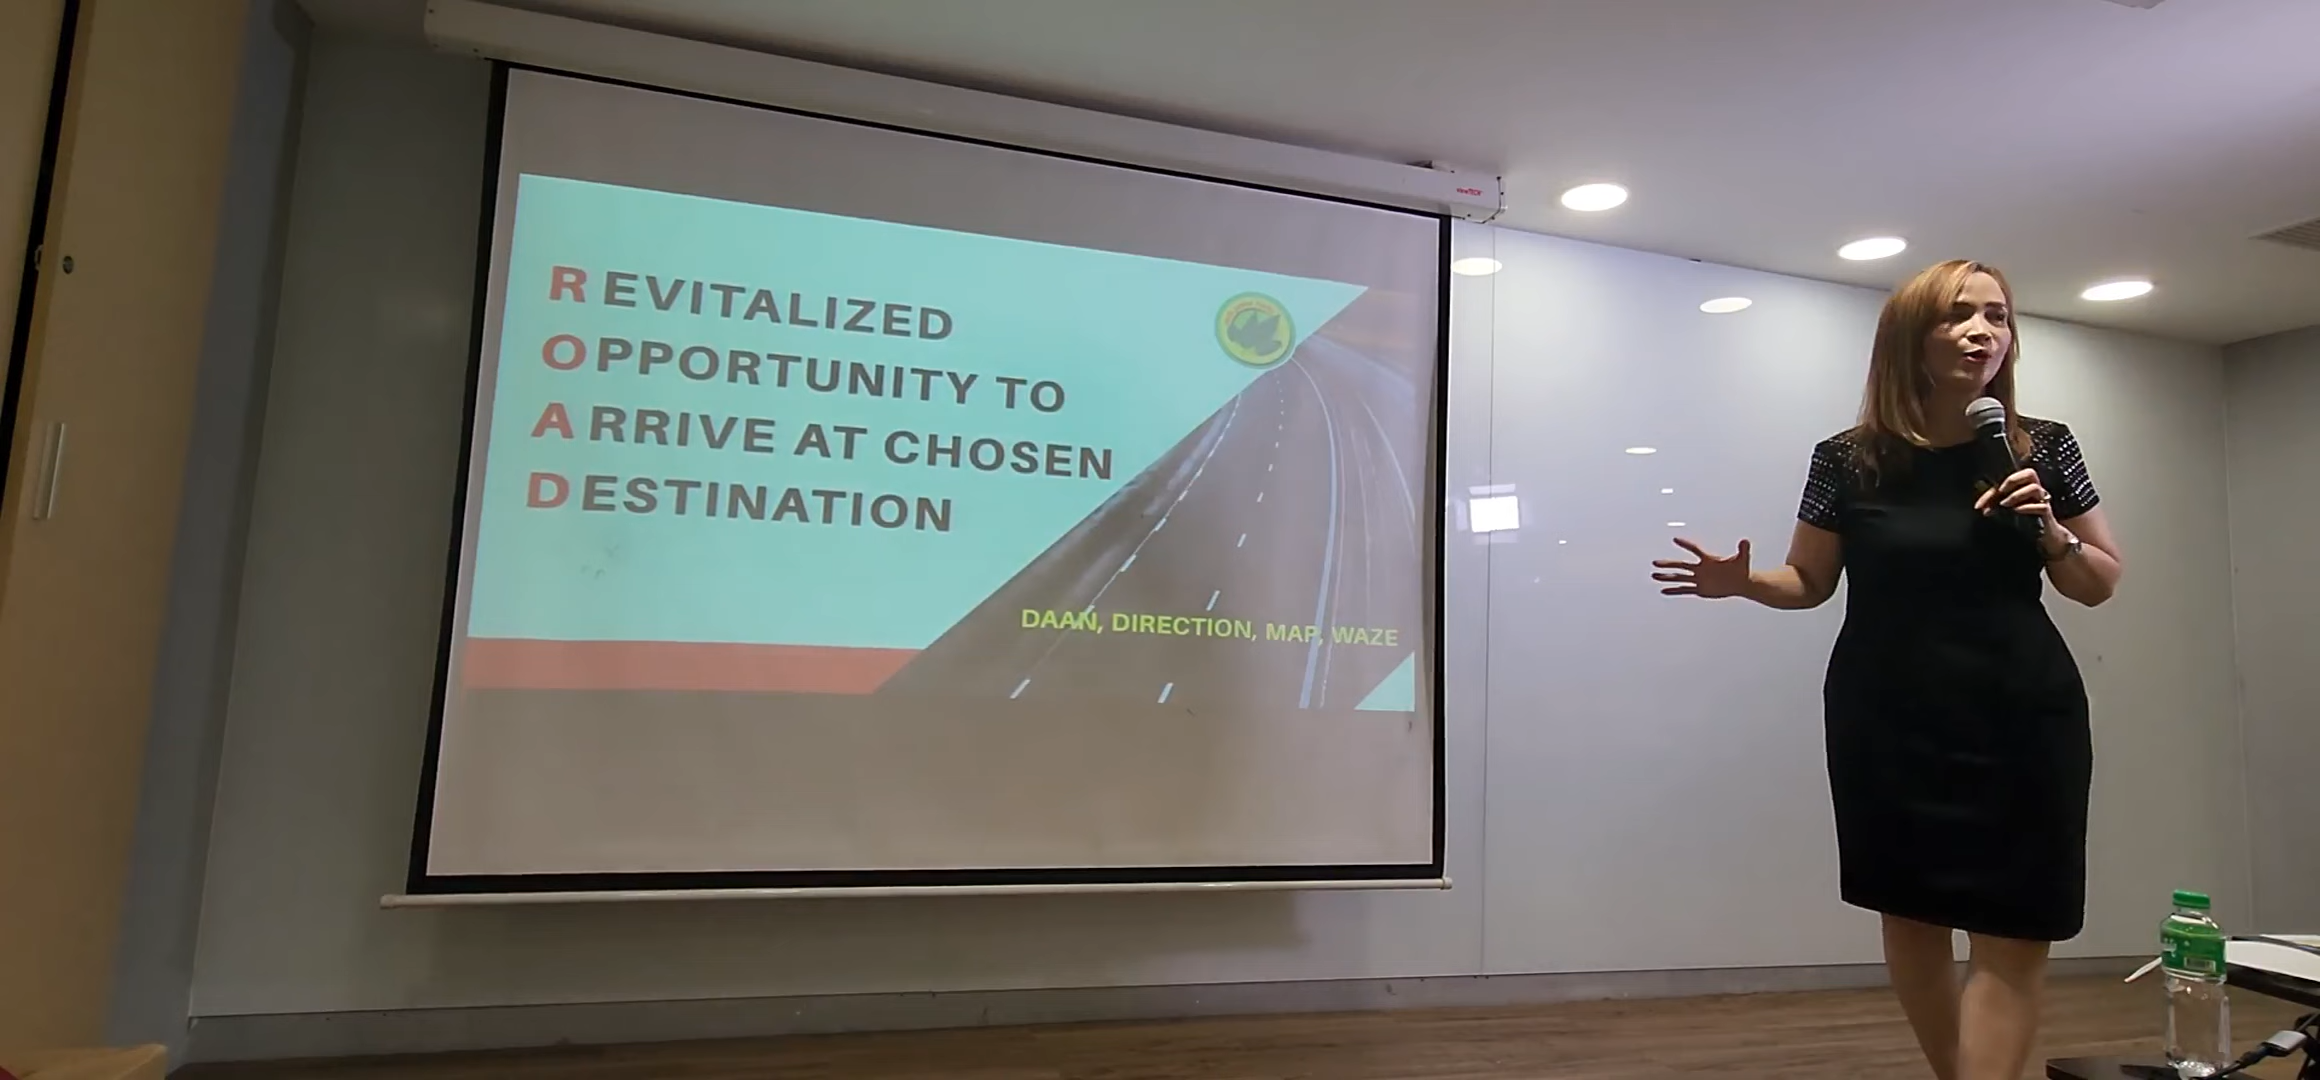 REVITALIZED
OPPORTUNITY TO
ARRIVE AT CHOSEN
DESTINATION
DAAN, DIRECTION, MAP, WAZE